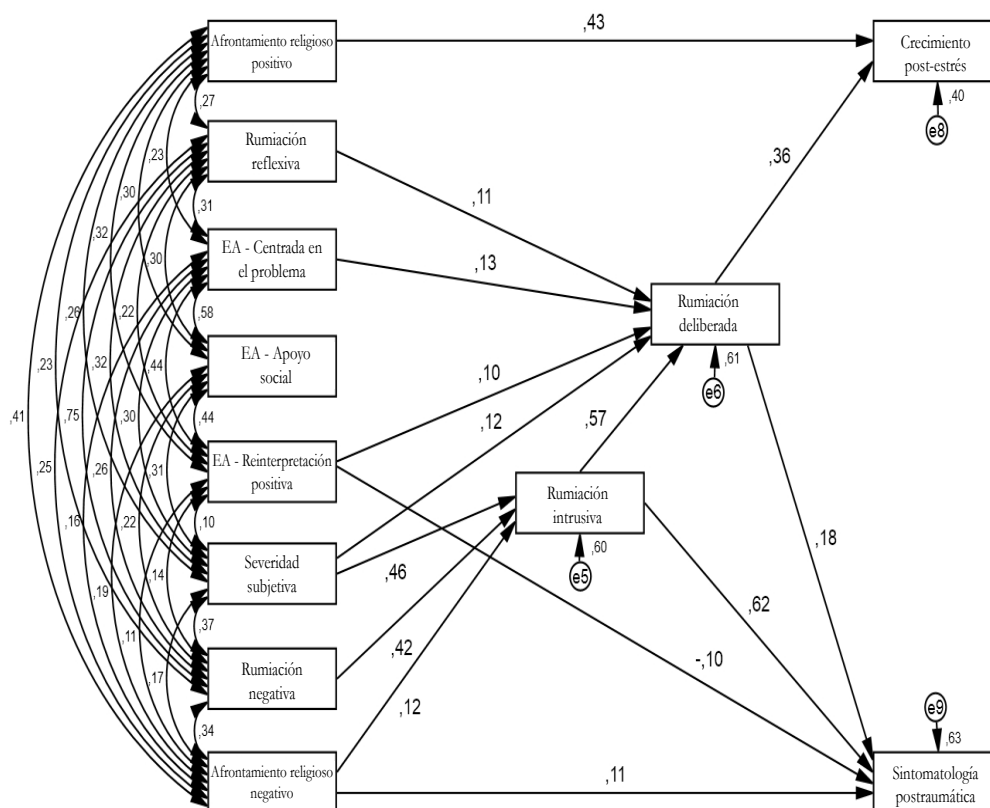 Afrontamiento religioso
positivo
,43
Crecimiento
post-estrés
,40
e8
,27
Rumiación
reflexiva
,23
,30
,31
,11
,36
,32
EA - Centrada en
el problema
,30
,13
,26
,22
,58
Rumiación
deliberada
,61
e6
,23
,32
,44
EA - Apoyo
social
,10
,12
,57
,41
,75
,30
,44
,25
,26
,31
EA - Reinterpretación
positiva
Rumiación
intrusiva
,60
e5
,16
,22
,10
Severidad
subjetiva
,46
,18
,19
,14
,11
,37
,62
,42
-,10
Rumiación
negativa
,17
,12
,34
e9
,63
Afrontamiento religioso
negativo
,11
Sintomatología
postraumática